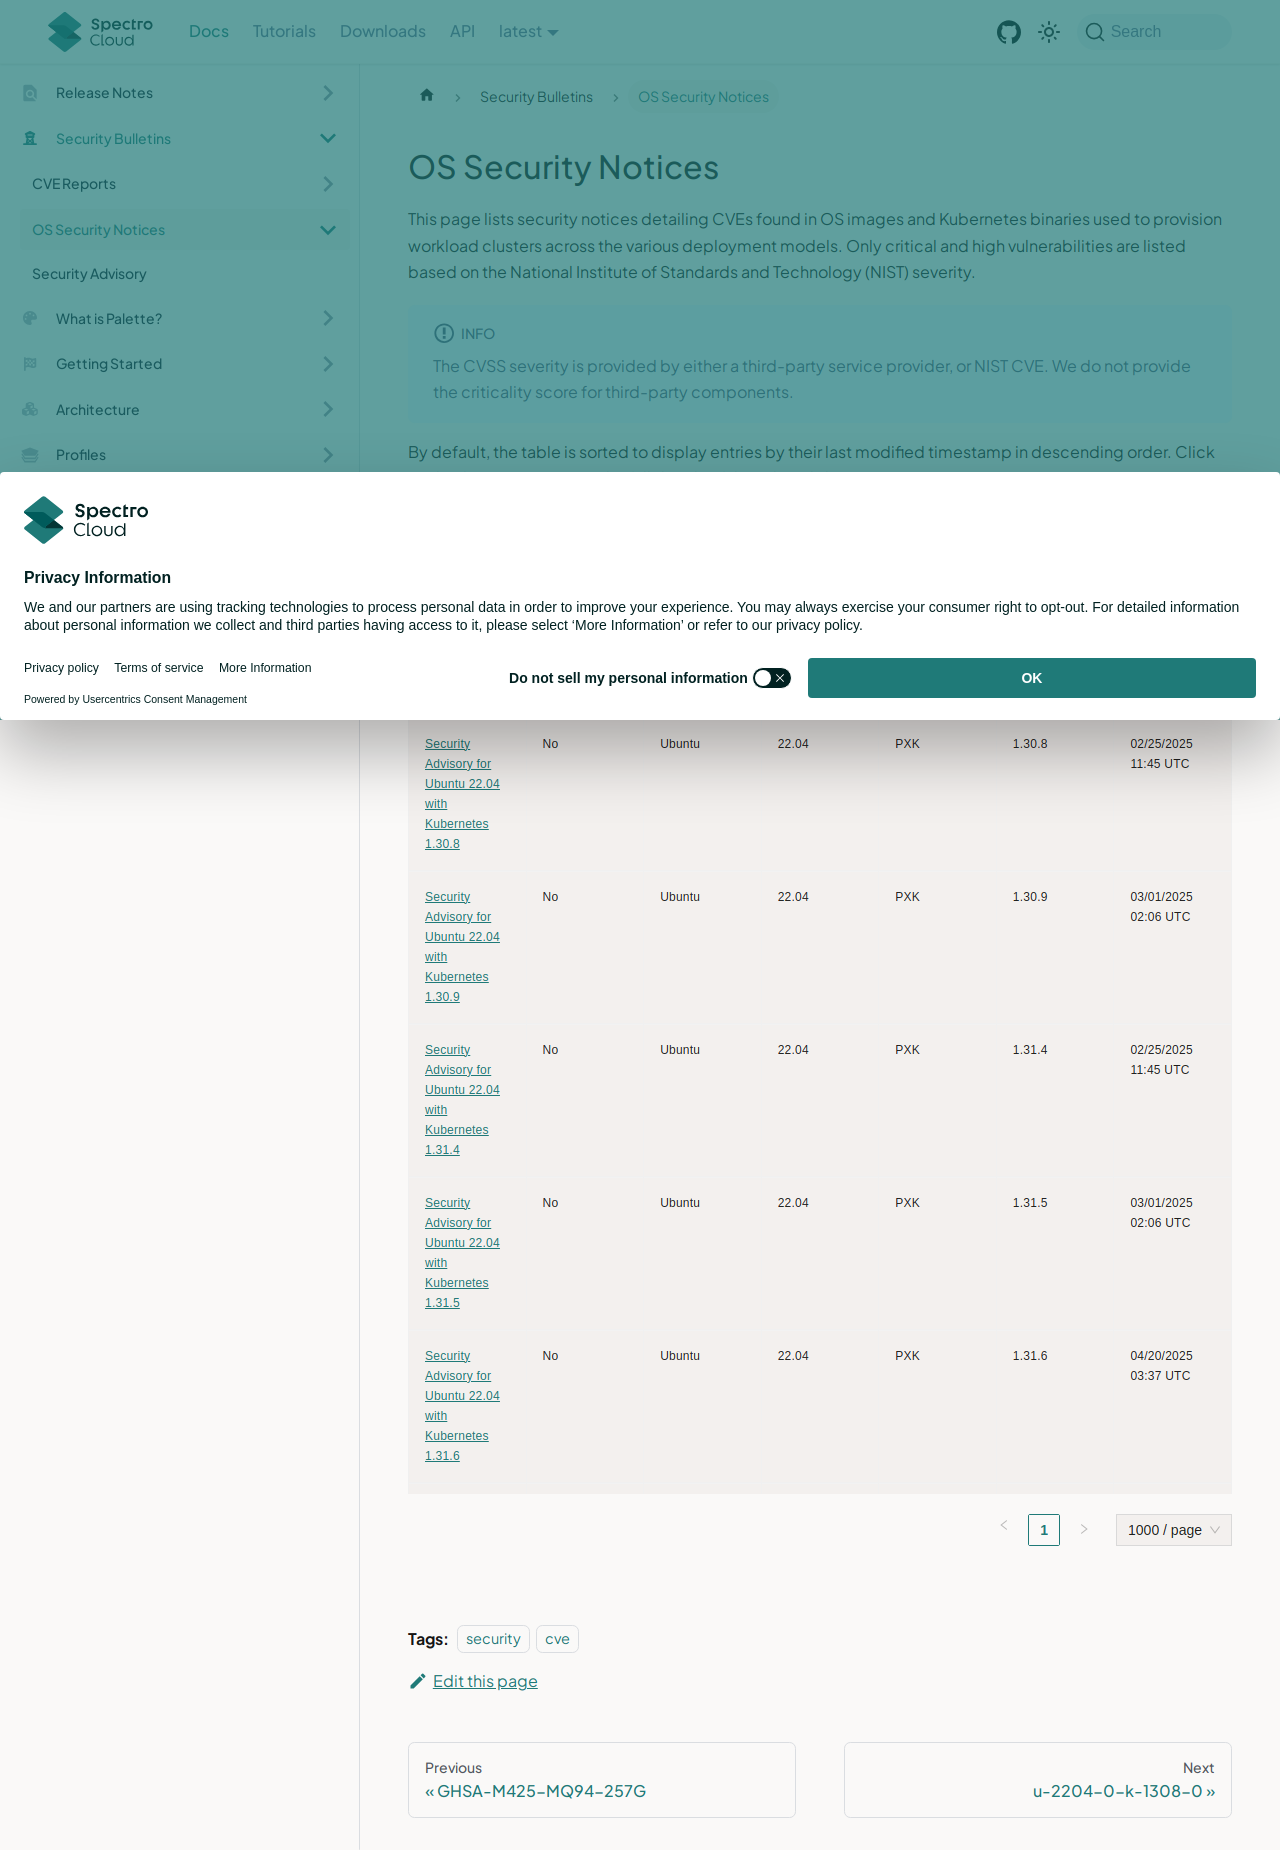 Spectro
Cloud
Docs Tutorials Downloads API latest Search
Release Notes
Security Bulletins
CVE Reports
OS Security Notices
Security Advisory
What is Palette?
Getting Started
Architecture
Profiles
Security Bulletins OS Security Notices
OS Security Notices
This page lists security notices detailing CVEs found in OS images and Kubernetes binaries used to provision
workload clusters across the various deployment models. Only critical and high vulnerabilities are listed
based on the National Institute of Standards and Technology (NIST) severity.
INFO
The CVSS severity is provided by either a third-party service provider, or NIST CVE. We do not provide
the criticality score for third-party components.
By default, the table is sorted to display entries by their last modified timestamp in descending order. Click
Spectro
Cloud
Privacy Information
We and our partners are using tracking technologies to process personal data in order to improve your experience. You may always exercise your consumer right to opt-out. For detailed information
about personal information we collect and third parties having access to it, please select ‘More Information’ or refer to our privacy policy.
Privacy policy Terms of service More Information
Powered by Usercentrics Consent Management
Do not sell my personal information
OK
Security No Ubuntu 22.04 PXK 1.30.8 02/25/2025
Advisory for 11:45 UTC
Ubuntu 22.04
with
Kubernetes
1.30.8
Security No Ubuntu 22.04 PXK 1.30.9 03/01/2025
Advisory for 02:06 UTC
Ubuntu 22.04
with
Kubernetes
1.30.9
Security No Ubuntu 22.04 PXK 1.31.4 02/25/2025
Advisory for 11:45 UTC
Ubuntu 22.04
with
Kubernetes
1.31.4
Security No Ubuntu 22.04 PXK 1.31.5 03/01/2025
Advisory for 02:06 UTC
Ubuntu 22.04
with
Kubernetes
1.31.5
Security No Ubuntu 22.04 PXK 1.31.6 04/20/2025
Advisory for 03:37 UTC
Ubuntu 22.04
with
Kubernetes
1.31.6
1 1000 / page
Tags: security cve
Edit this page
Previous
« GHSA-M425-MQ94-257G
Next
u-2204-0-k-1308-0 »